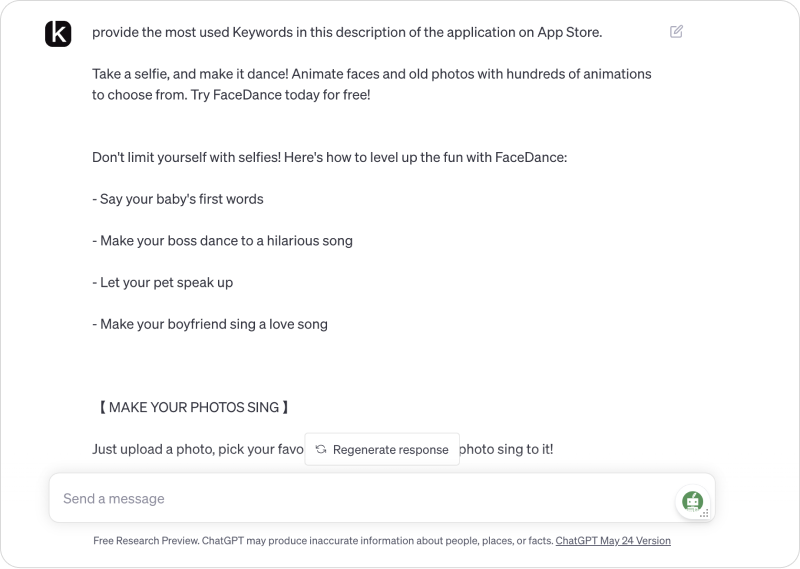 k
provide the most used Keywords in this description of the application on App Store.
Take a selfie, and make it dance! Animate faces and old photos with hundreds of animations
to choose from. Try FaceDance today for free!
Don't limit yourself with selfies! Here's how to level up the fun with FaceDance:
- Say your baby's first words
- Make your boss dance to a hilarious song
- Let your pet speak up
- Make your boyfriend sing a love song
【 MAKE YOUR PHOTOS SING 】
Just upload a photo, pick your favo Regenerate response photo sing to it!
Send a message
Free Research Preview. ChatGPT may produce inaccurate information about people, places, or facts. ChatGPT May 24 Version